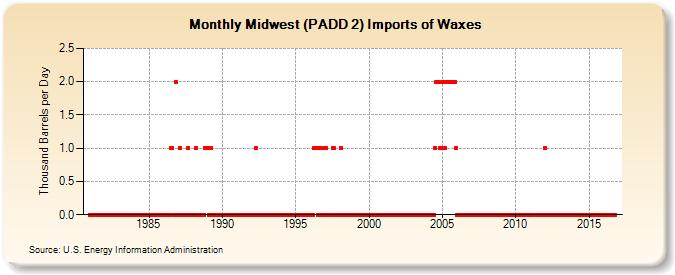 Monthly Midwest (PADD 2) Imports of Waxes
Thousand Barrels per Day
2.5
2.0
1.5
1.0
0.5
0.0
1985 1990 1995 2000 2005 2010 2015
Source: U.S. Energy Information Administration